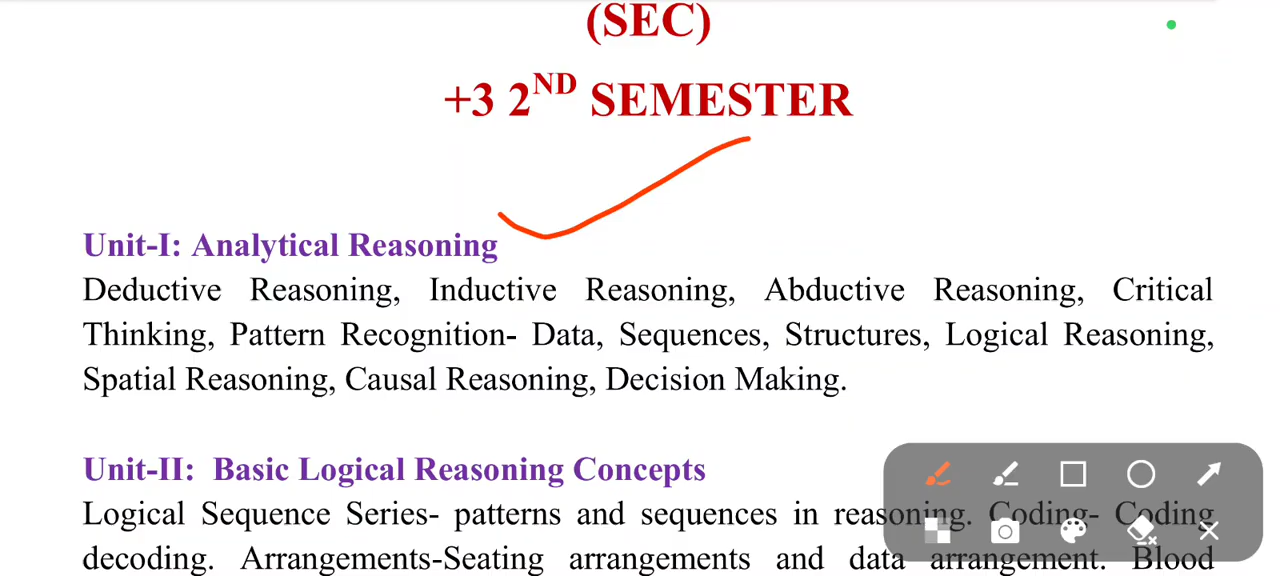 (SEC)
+3 2ND SEMESTER
Unit-I: Analytical Reasoning
Deductive Reasoning, Inductive Reasoning, Abductive Reasoning, Critical
Thinking, Pattern Recognition- Data, Sequences, Structures, Logical Reasoning,
Spatial Reasoning, Causal Reasoning, Decision Making.
Unit-II: Basic Logical Reasoning Concepts
Logical Sequence Series- patterns and sequences in reasoning. Coding- Coding
decoding. Arrangements-Seating arrangements and data arrangement. Blood